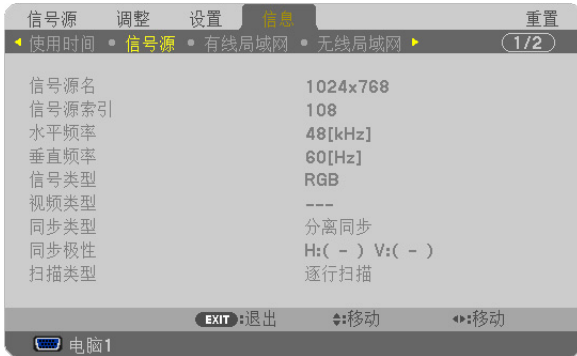 信号源 调整 设置 信息 重置
使用时间 • 信号源 • 有线局域网 • 无线局域网 1/2
信号源名 1024x768
信号源索引 108
水平频率 48[kHz]
垂直频率 60[Hz]
信号类型 RGB
视频类型 ---
同步类型 分离同步
同步极性 H:( - ) V:( - )
扫描类型 逐行扫描
EXIT :退出 :移动 :移动
电脑1